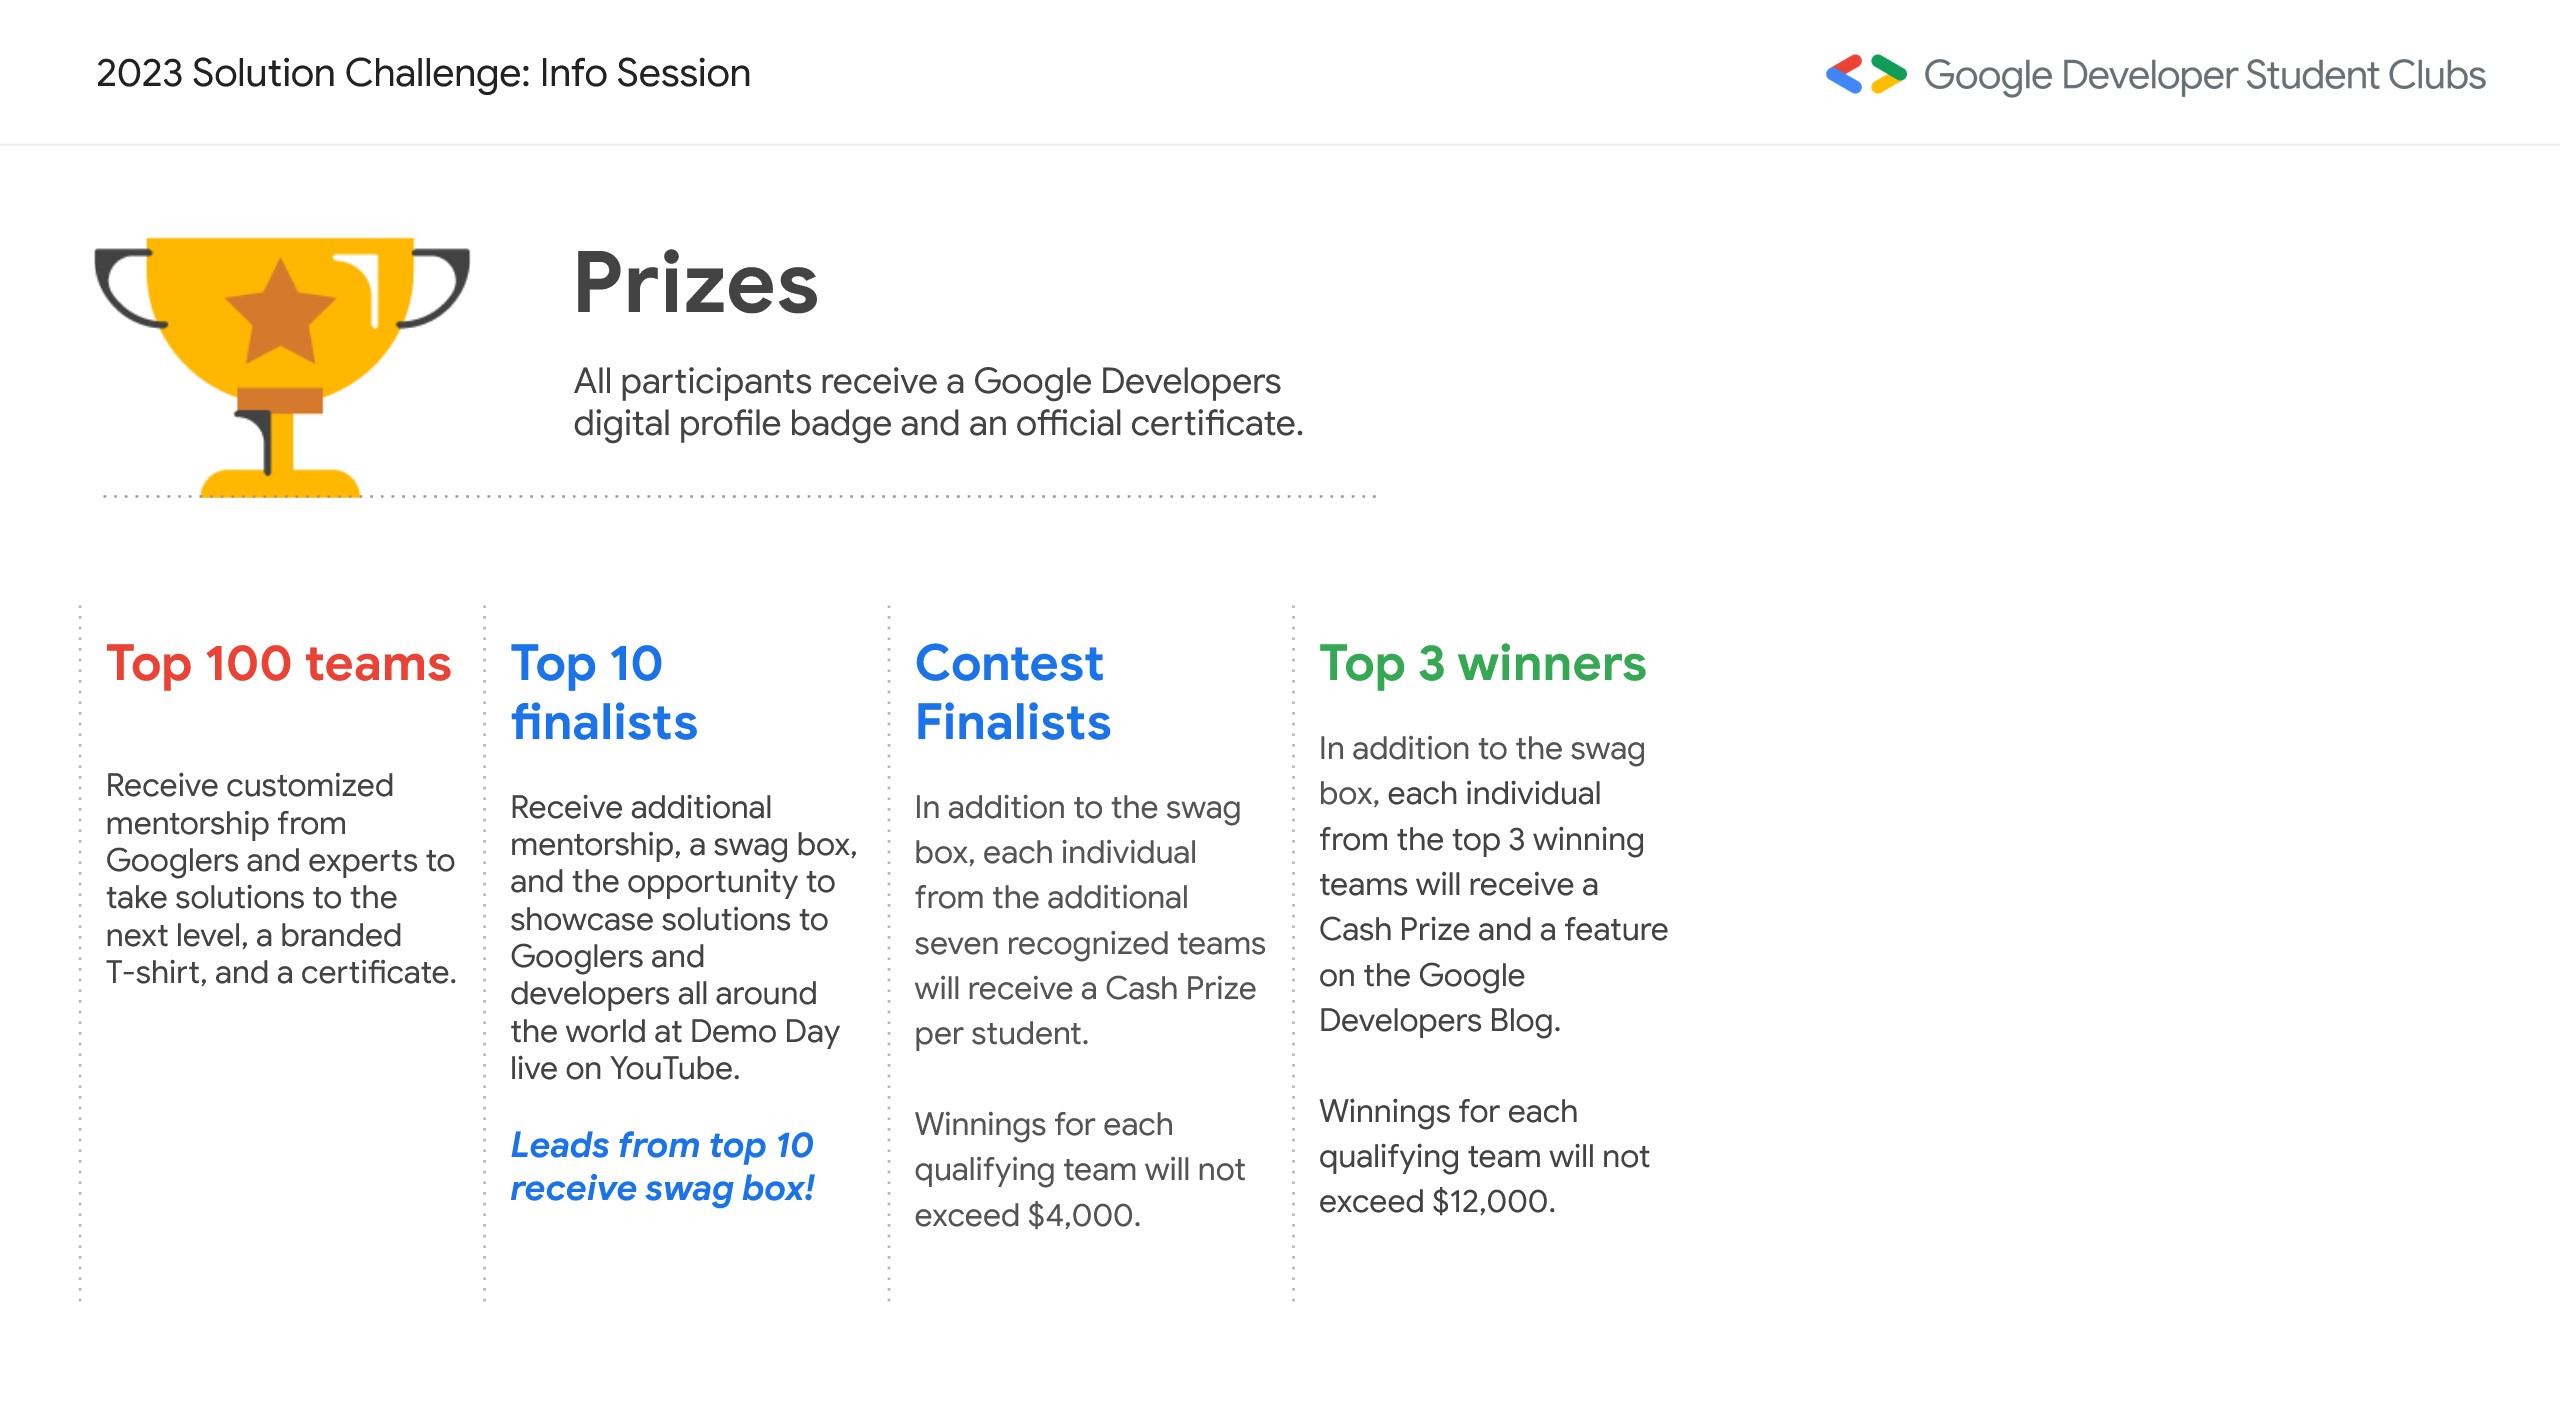 2023 Solution Challenge: Info Session
Google Developer Student Clubs
Prizes
All participants receive a Google Developers
digital profile badge and an official certificate.
Top 100 teams
Receive customized
mentorship from
Googlers and experts to
take solutions to the
next level, a branded
T-shirt, and a certificate.
Top 10
finalists
Receive additional
mentorship, a swag box,
and the opportunity to
showcase solutions to
Googlers and
developers all around
the world at Demo Day
live on YouTube.
Leads from top 10
receive swag box!
Contest
Finalists
In addition to the swag
box, each individual
from the additional
seven recognized teams
will receive a Cash Prize
per student.
Winnings for each
qualifying team will not
exceed $4,000.
Top 3 winners
In addition to the swag
box, each individual
from the top 3 winning
teams will receive a
Cash Prize and a feature
on the Google
Developers Blog.
Winnings for each
qualifying team will not
exceed $12,000.